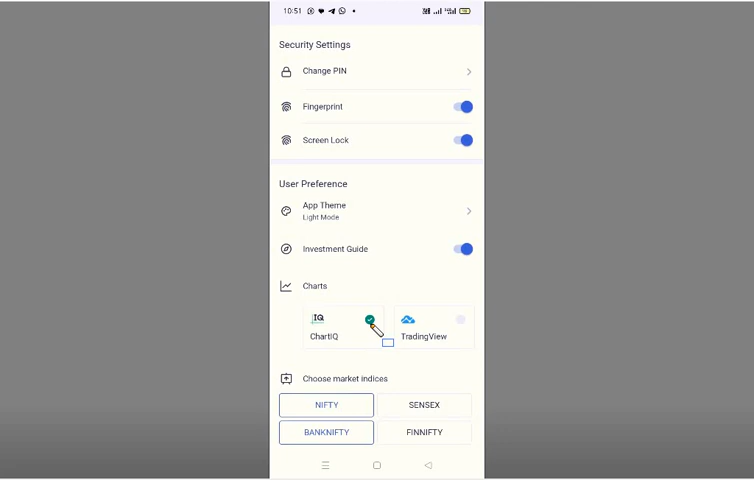 10:51
Security Settings
Change PIN
Fingerprint
Screen Lock
User Preference
App Theme
Light Mode
Investment Guide
Charts
IQ
ChartIQ
TradingView
Choose market indices
NIFTY
SENSEX
BANKNIFTY
FINNIFTY